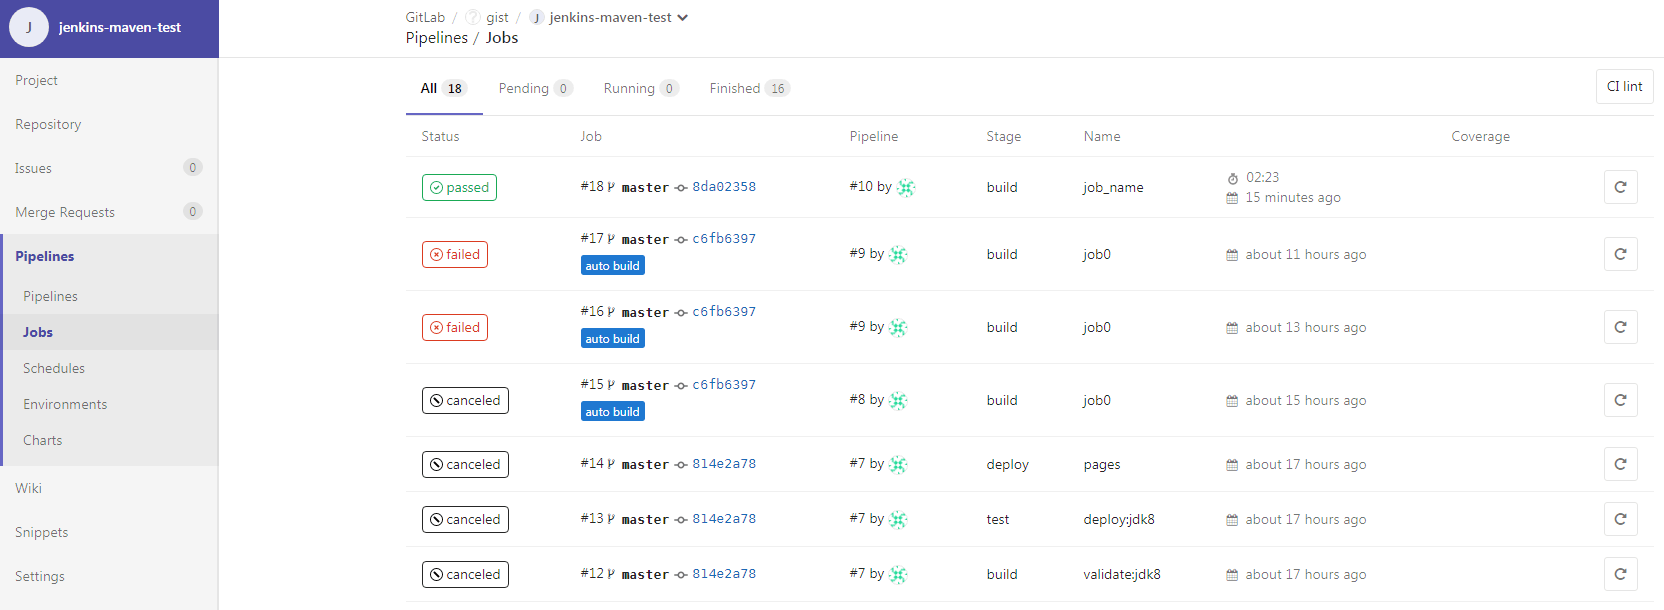 J jenkins-maven-test
GitLab / gist / J jenkins-maven-test
Pipelines / Jobs
Project
Repository
Issues 0
Merge Requests 0
Pipelines
Pipelines
Jobs
Schedules
Environments
Charts
Wiki
Snippets
Settings
All 18 Pending 0 Running 0 Finished 16 CI lint
Status Job Pipeline Stage Name Coverage
passed #18 master 8da02358 #10 by build job_name 02:23
15 minutes ago
failed #17 master c6fb6397 #9 by build job0 about 11 hours ago
auto build
failed #16 master c6fb6397 #9 by build job0 about 13 hours ago
auto build
canceled #15 master c6fb6397 #8 by build job0 about 15 hours ago
auto build
canceled #14 master 814e2a78 #7 by deploy pages about 17 hours ago
canceled #13 master 814e2a78 #7 by test deploy:jdk8 about 17 hours ago
canceled #12 master 814e2a78 #7 by build validate:jdk8 about 17 hours ago